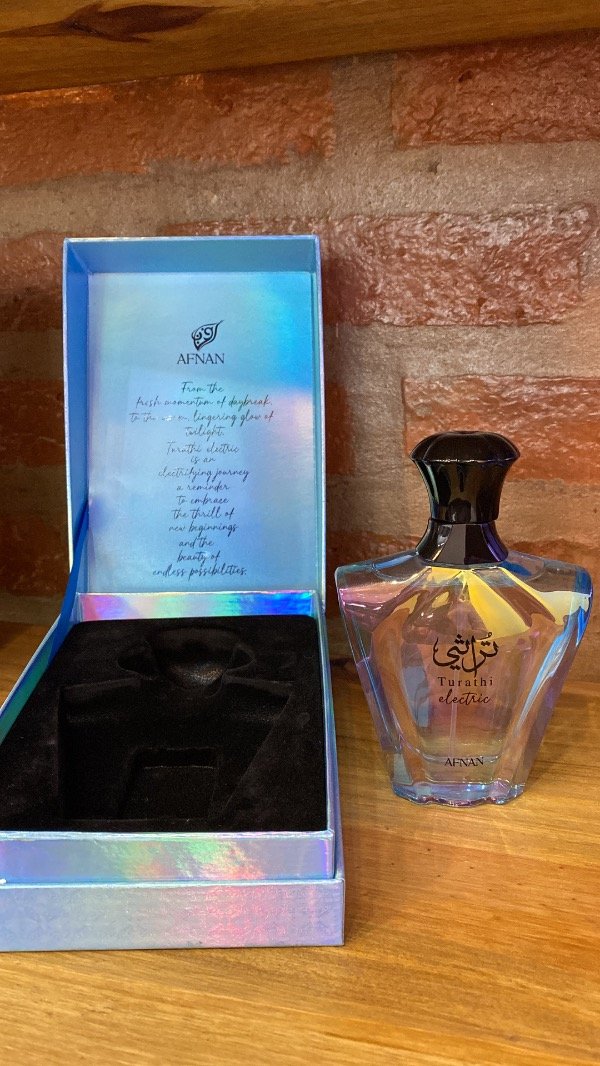 AFNAN
From the
fresh momentum of daybreak
to the lingering glow of
twilight.
Turathi electric
is an
electrifying journey
a reminder
to embrace
the thrill of
new beginnings
and the
beauty of
endless possibilities.
تُراثي
Turathi
electric
AFNAN